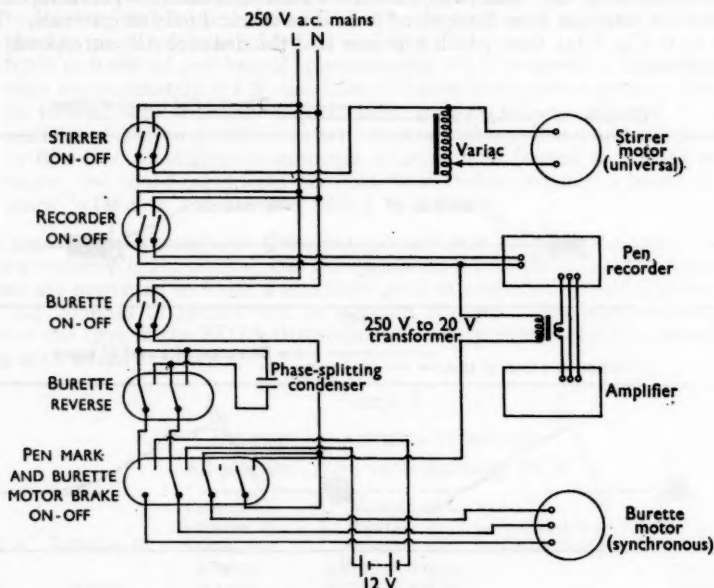 250 V a.c. mains
L
N
STIRRER
ON-OFF
Variac
Stirrer
motor
(universal)
RECORDER
ON-OFF
Pen
recorder
BURETTE
ON-OFF
250 V to 20 V
transformer
Phase-splitting
condenser
BURETTE
REVERSE
Amplifier
PEN MARK
AND BURETTE
MOTOR BRAKE
ON-OFF
Burette
motor
(synchronous)
12 V